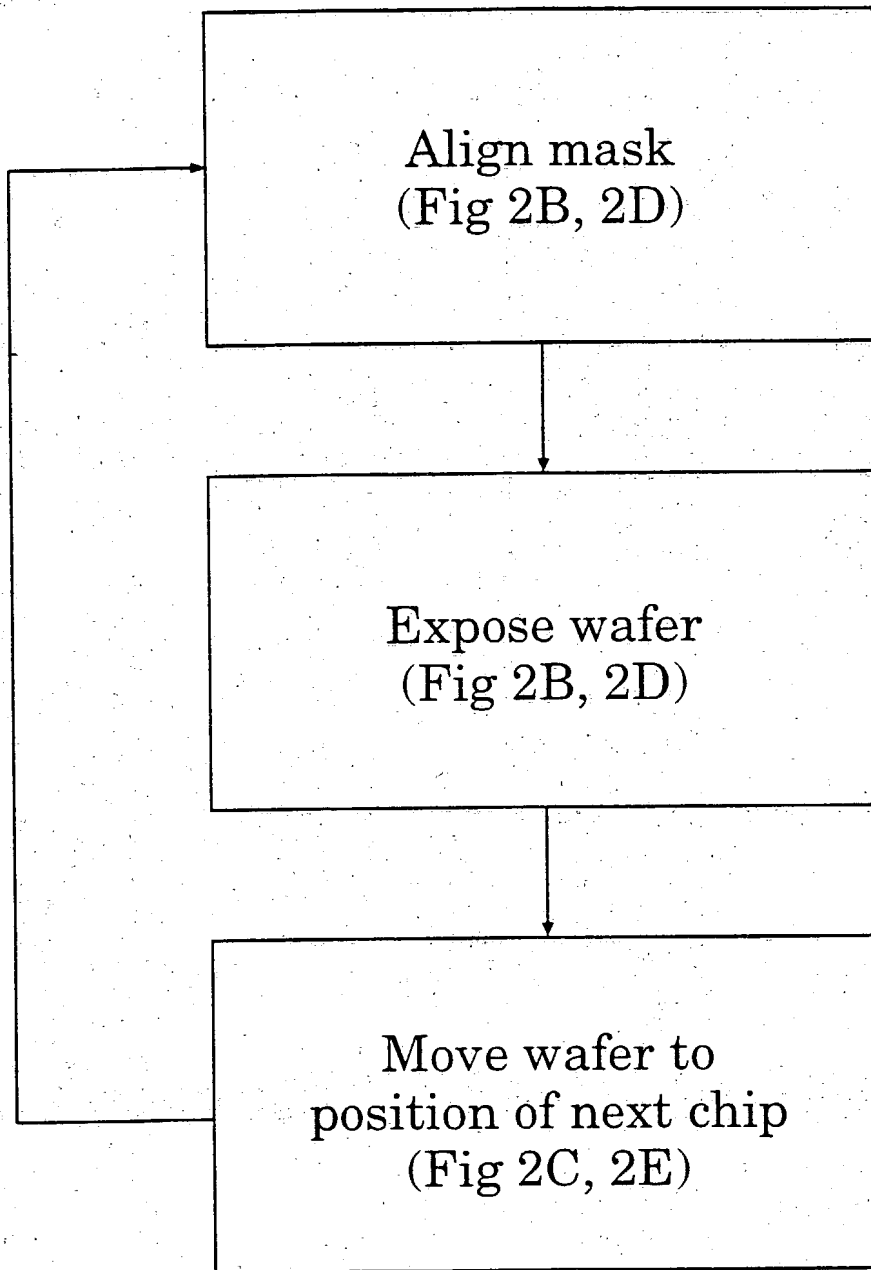 Align mask
(Fig 2B, 2D)
Expose wafer
(Fig 2B, 2D)
Move wafer to
position of next chip
(Fig 2C, 2E)